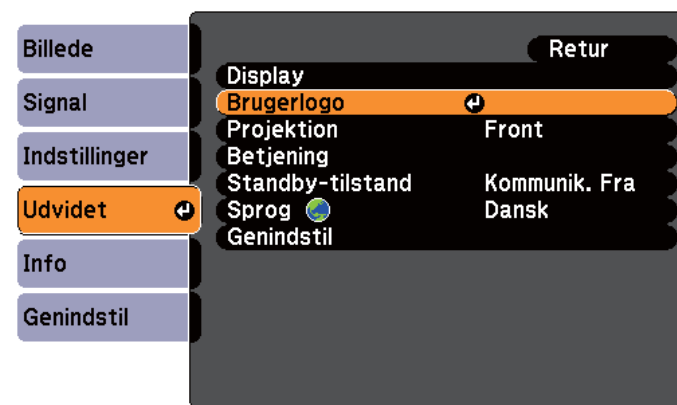 Billede
Signal
Indstillinger
Udvidet
Info
Genindstil
Retur
Display
Brugerlogo
Projektion Front
Betjening
Standby-tilstand Kommunik. Fra
Sprog Dansk
Genindstil